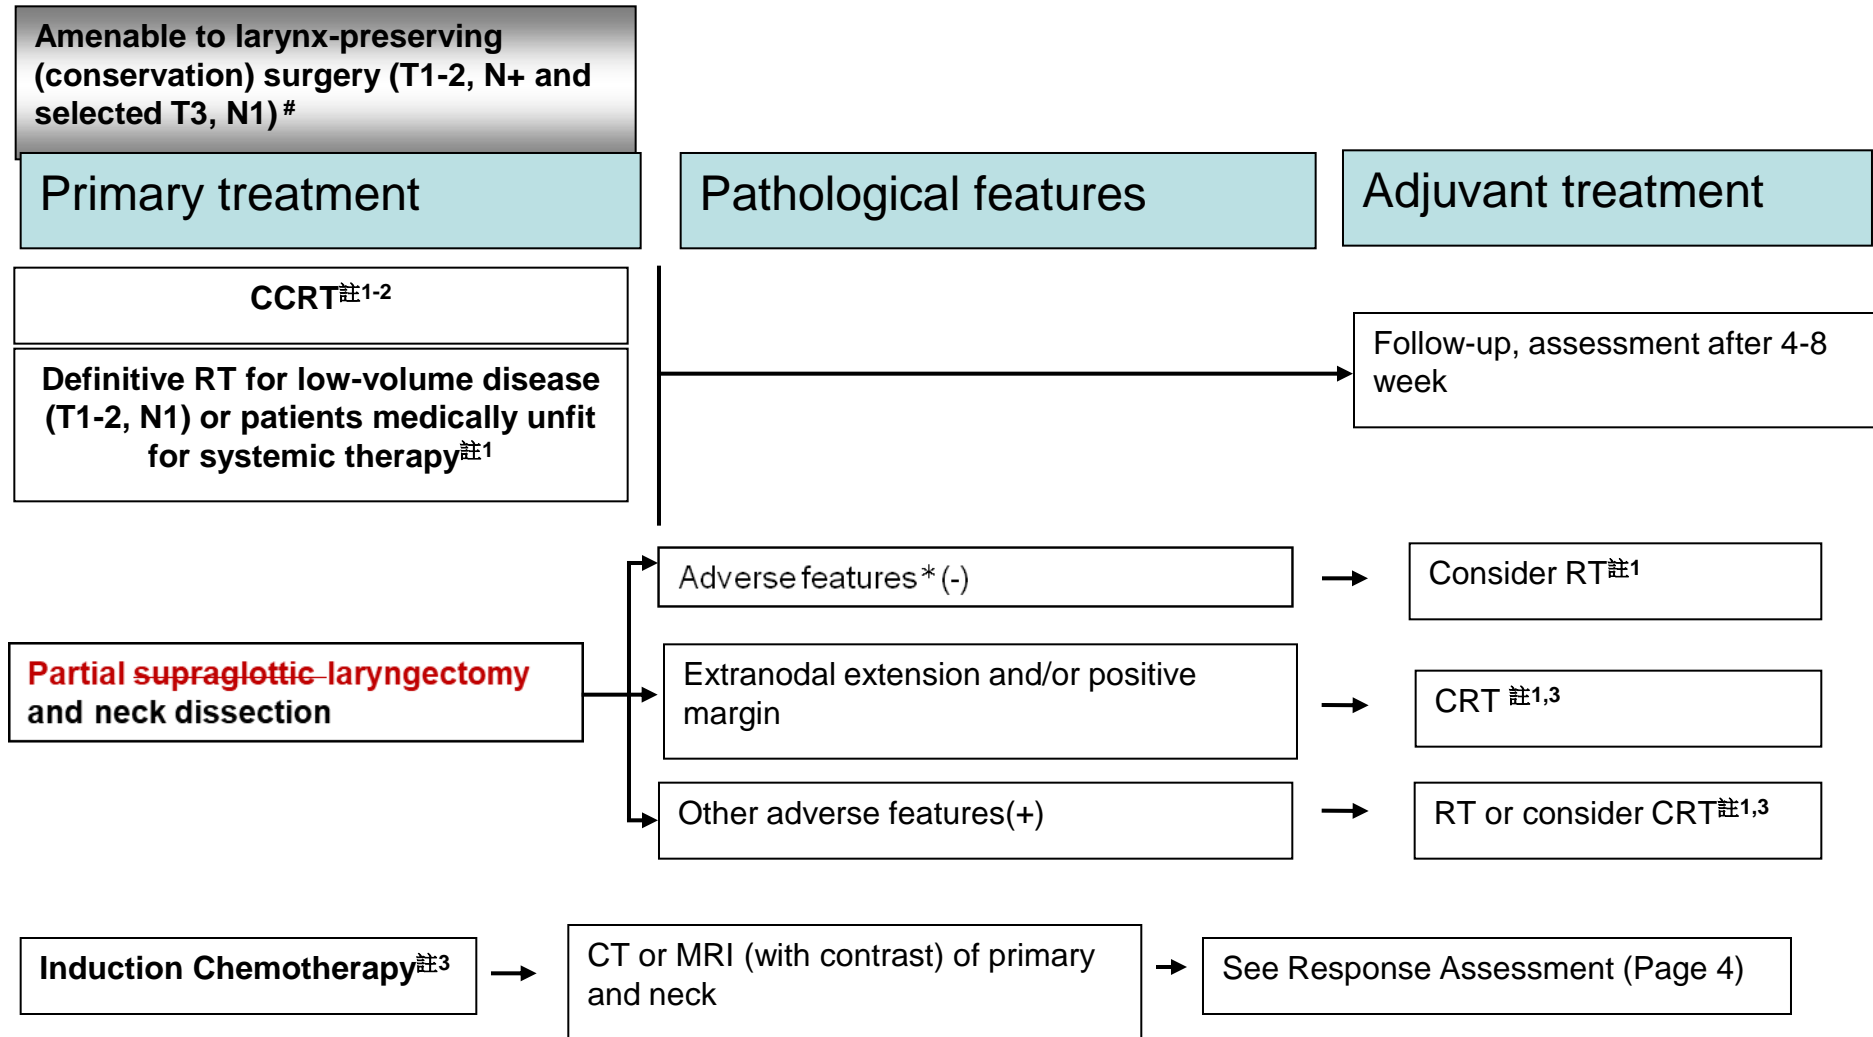 Amenable to larynx-preserving
(conservation) surgery (T1-2, N+ and
selected T3, N1) #
Primary treatment
Pathological features
Adjuvant treatment
CCRT註1-2
Definitive RT for low-volume disease
(T1-2, N1) or patients medically unfit
for systemic therapy註1
Follow-up, assessment after 4-8
week
Adverse features*(-)
Consider RT註1
Partial supraglottic laryngectomy
and neck dissection
Extranodal extension and/or positive
margin
CRT 註1,3
Other adverse features(+)
RT or consider CRT註1,3
Induction Chemotherapy註3
CT or MRI (with contrast) of primary
and neck
See Response Assessment (Page 4)